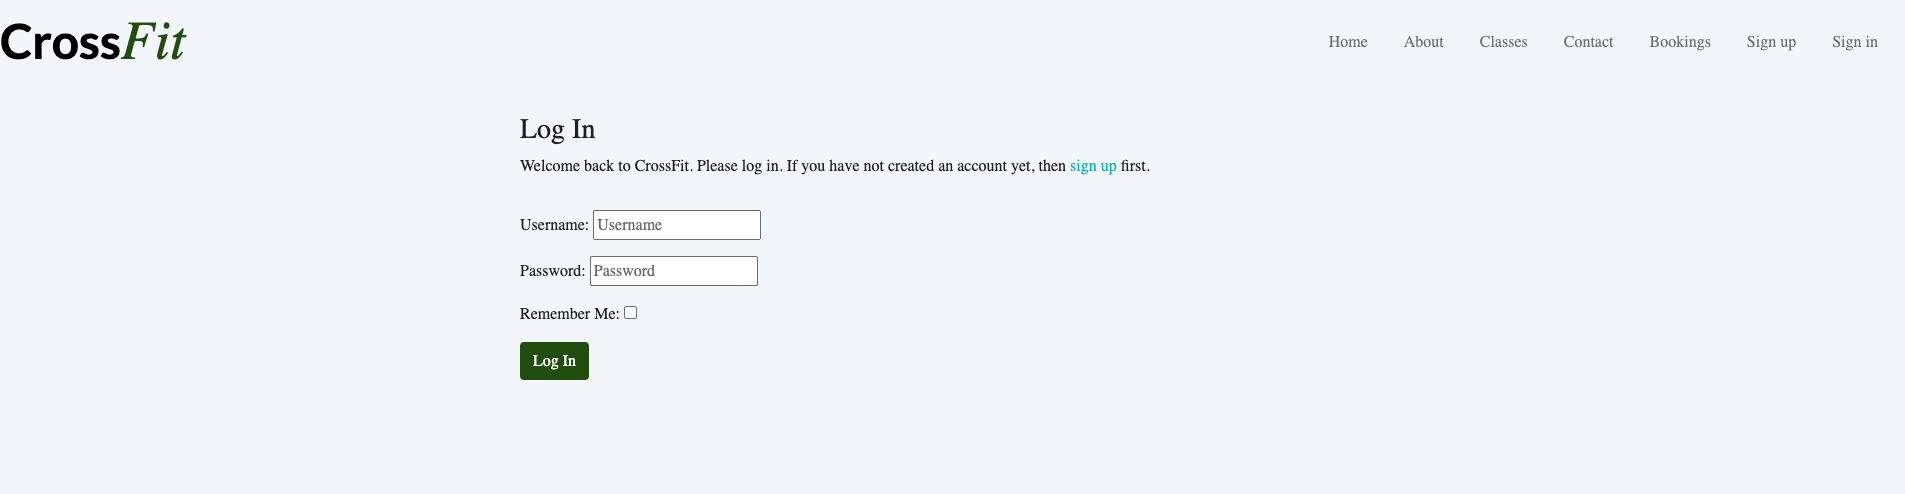 CrossFit
Home About Classes Contact Bookings Sign up Sign in
Log In
Welcome back to CrossFit. Please log in. If you have not created an account yet, then sign up first.
Username: Username
Password: Password
Remember Me:
Log In